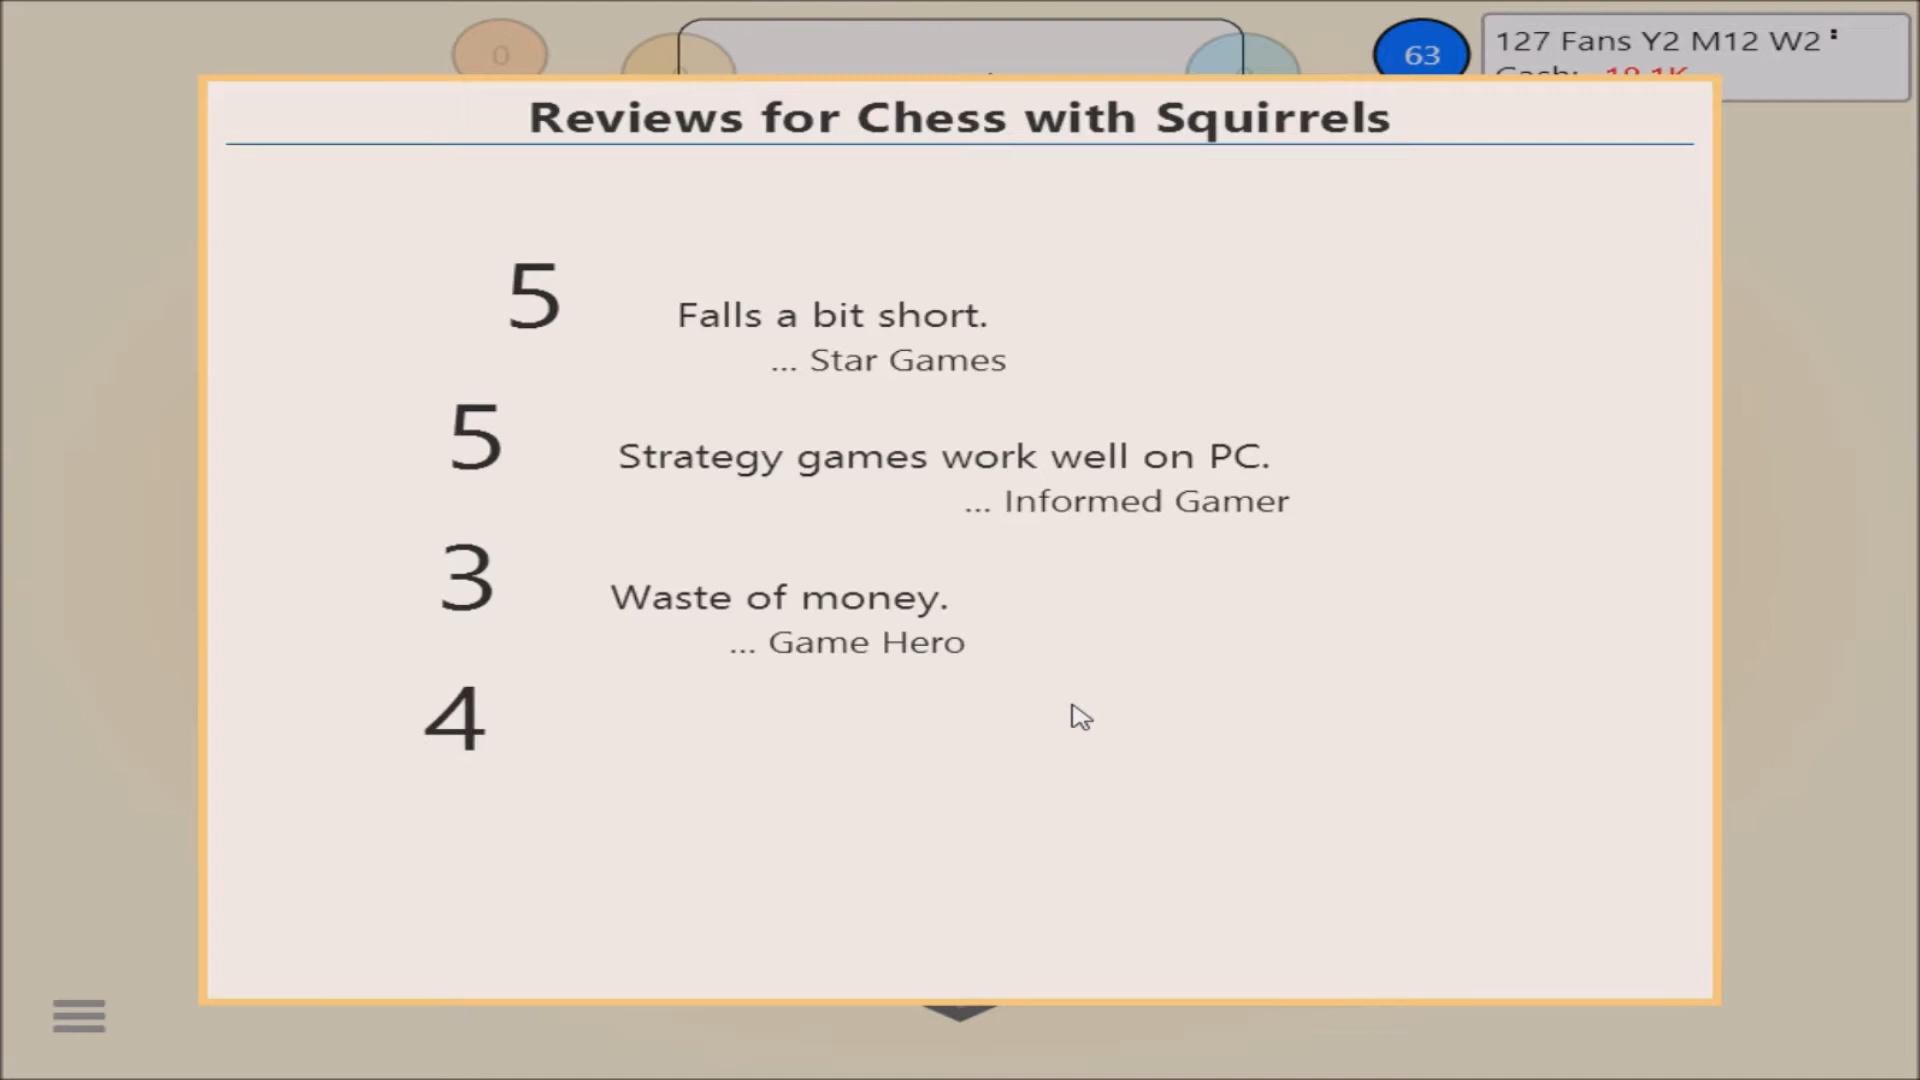 0
63
127 Fans Y2 M12 W2
Reviews for Chess with Squirrels
5
Falls a bit short.
... Star Games
5
Strategy games work well on PC.
... Informed Gamer
3
Waste of money.
... Game Hero
4